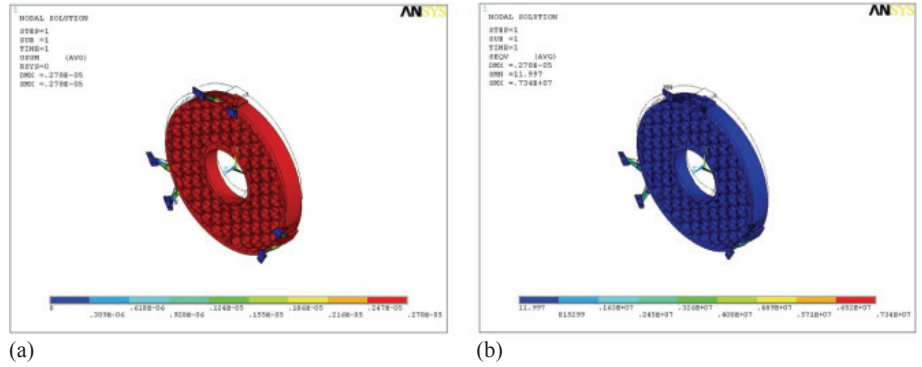 1
NODAL SOLUTION
STEP=1
SUB =1
TIME=1
USUM (AVG)
RSYS=0
DMX =.278E-05
SMX =.278E-05
ANSYS
0
.309E-06
.618E-06
.928E-06
.124E-05
.155E-05
.186E-05
.216E-05
.247E-05
.278E-05
(a)
1
NODAL SOLUTION
STEP=1
SUB =1
TIME=1
SEQV (AVG)
DMX =.278E-05
SMN =11.997
SMX =.734E+07
ANSYS
MN
11.997
815299
.163E+07
.245E+07
.326E+07
.408E+07
.489E+07
.571E+07
.652E+07
.734E+07
(b)